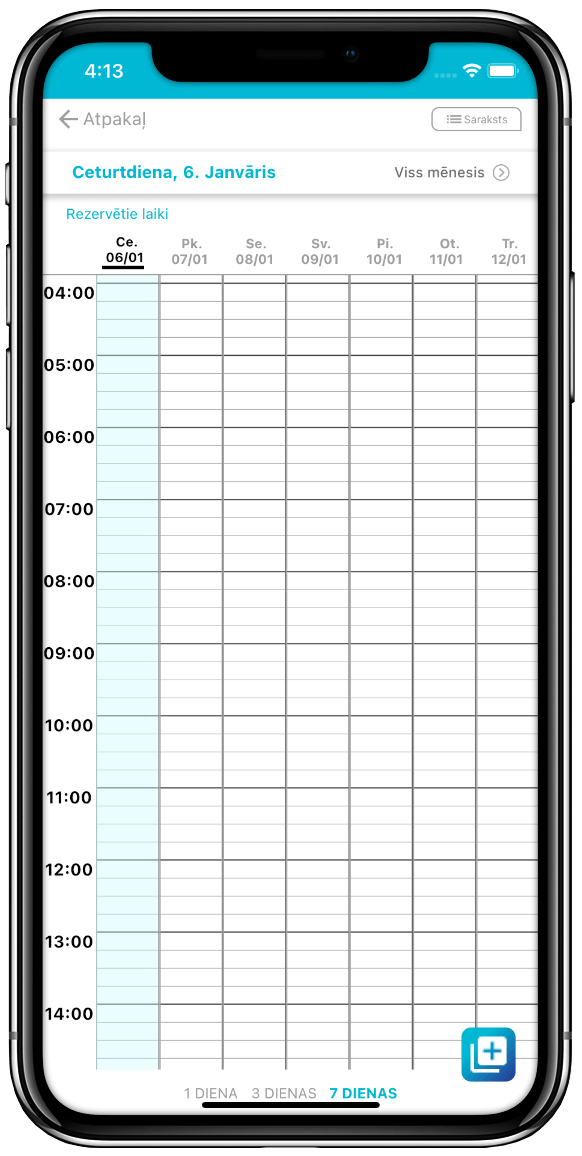 4:13
Atpakaļ
Saraksts
Ceturtdiena, 6. Janvāris
Viss mēnesis
Rezervētie laiki
Ce. Pk. Se. Sv. Pi. Ot. Tr.
06/01 07/01 08/01 09/01 10/01 11/01 12/01
04:00
05:00
06:00
07:00
08:00
09:00
10:00
11:00
12:00
13:00
14:00
1 DIENA 3 DIENAS 7 DIENAS